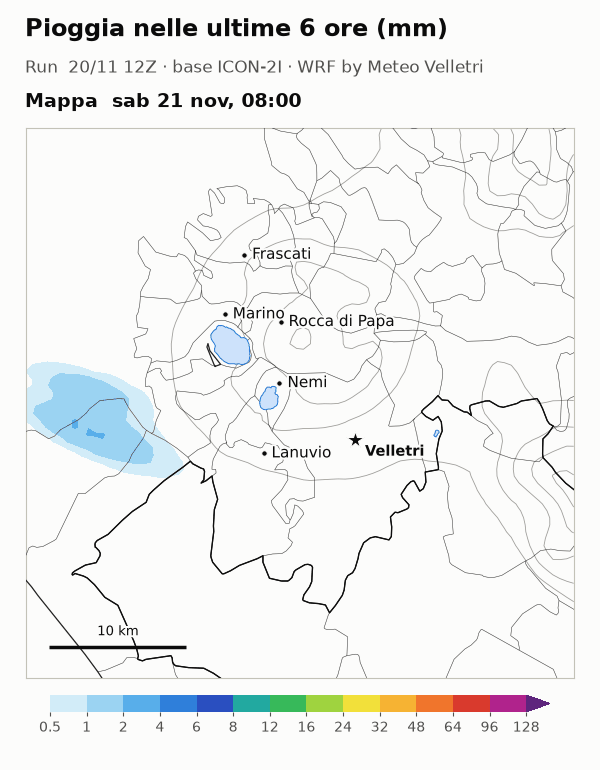 Pioggia nelle ultime 6 ore (mm)
Run  20/11 12Z · base ICON-2I · WRF by Meteo Velletri
Mappa  sab 21 nov, 08:00
Frascati
Marino
Rocca di Papa
Nemi
Velletri
Lanuvio
10 km
0.5 1 2 4 6 8 12 16 24 32 48 64 96 128